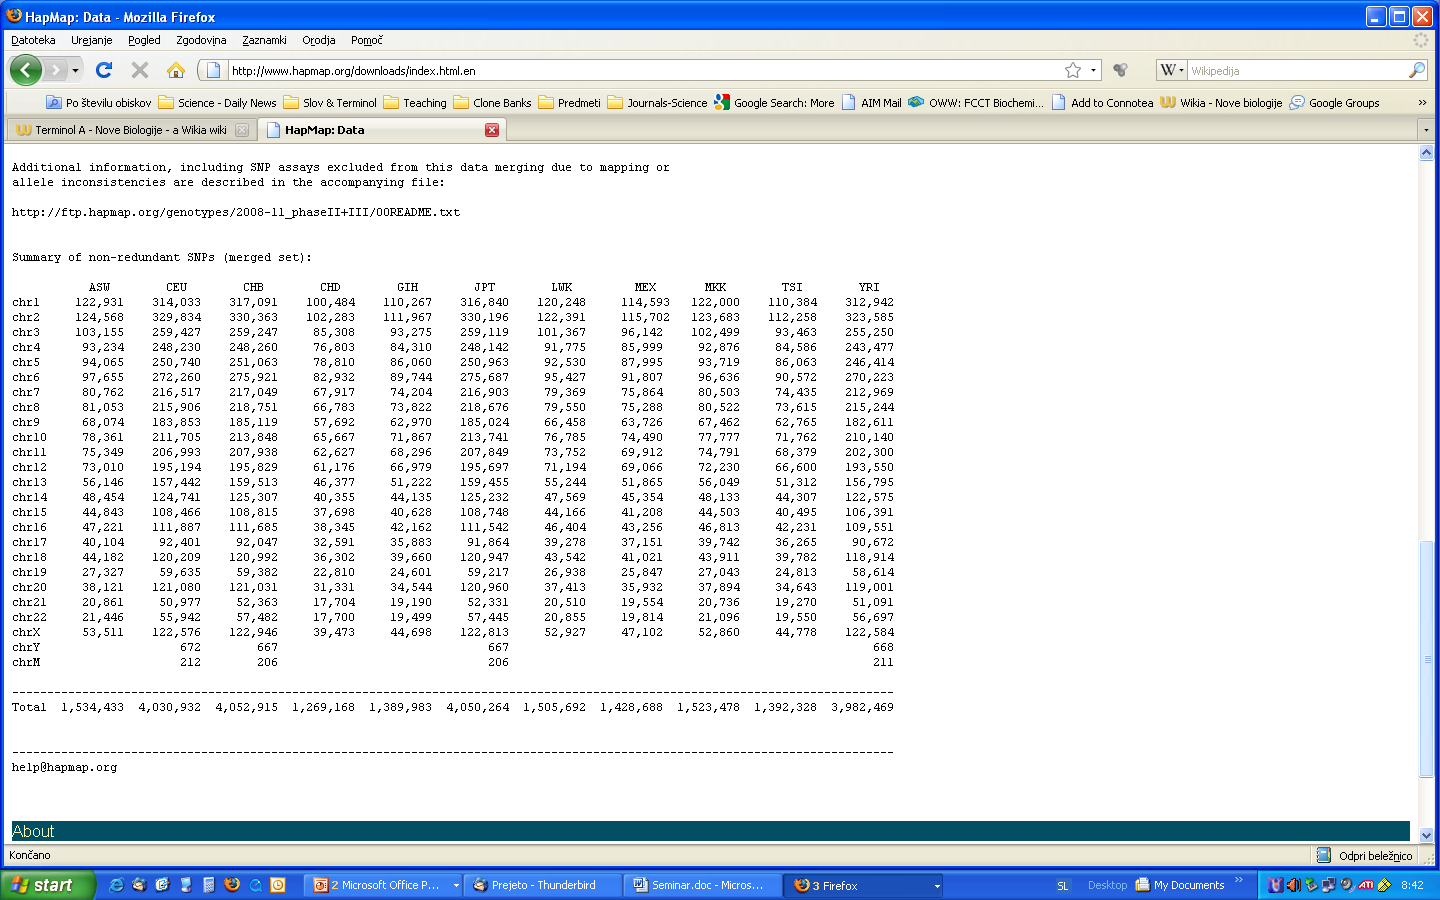 HapMap: Data - Mozilla Firefox
Datoteka Urejanje Pogled Zgodovina Zaznamki Orodja Pomoč
http://www.hapmap.org/downloads/index.html.en W Wikipedija
Po številu obiskov Science - Daily News Slov & Terminol Teaching Clone Banks Predmeti Journals-Science Google Search: More AIM Mail OWW: FCCT Biochemi... Add to Connotea Wikia - Nove biologije Google Groups »
Terminol A - Nove Biologije - a Wikia wiki HapMap: Data
Additional information, including SNP assays excluded from this data merging due to mapping or
allele inconsistencies are described in the accompanying file:
http://ftp.hapmap.org/genotypes/2008-11_phaseII+III/00README.txt
Summary of non-redundant SNPs (merged set):
ASW CEU CHB CHD GIH JPT LWK MEX MKK TSI YRI
chr1 122,931 314,033 317,091 100,484 110,267 316,840 120,248 114,593 122,000 110,384 312,942
chr2 124,568 329,834 330,363 102,283 111,967 330,196 122,391 115,702 123,683 112,258 323,585
chr3 103,155 259,427 259,247 85,308 93,275 259,119 101,367 96,142 102,499 93,463 255,250
chr4 93,234 248,230 248,260 76,803 84,310 248,142 91,775 85,999 92,876 84,586 243,477
chr5 94,065 250,740 251,063 78,810 86,060 250,963 92,530 87,995 93,719 86,063 246,414
chr6 97,655 272,260 275,921 82,932 89,744 275,687 95,427 91,807 96,636 90,572 270,223
chr7 80,762 216,517 217,049 67,917 74,204 216,903 79,369 75,864 80,503 74,435 212,969
chr8 81,053 215,906 218,751 66,783 73,822 218,676 79,550 75,288 80,522 73,615 215,244
chr9 68,074 183,853 185,119 57,692 62,970 185,024 66,458 63,726 67,462 62,765 182,611
chr10 78,361 211,705 213,848 65,667 71,867 213,741 76,785 74,490 77,777 71,762 210,140
chr11 75,349 206,993 207,938 62,627 68,296 207,849 73,752 69,912 74,791 68,379 202,300
chr12 73,010 195,194 195,829 61,176 66,979 195,697 71,194 69,066 72,230 66,600 193,550
chr13 56,146 157,442 159,513 46,377 51,222 159,455 55,244 51,865 56,049 51,312 156,795
chr14 48,454 124,741 125,307 40,355 44,135 125,232 47,569 45,354 48,133 44,307 122,575
chr15 44,843 108,466 108,815 37,698 40,628 108,748 44,166 41,208 44,503 40,495 106,391
chr16 47,221 111,887 111,685 38,345 42,162 111,542 46,404 43,256 46,813 42,231 109,551
chr17 40,104 92,401 92,047 32,591 35,883 91,864 39,278 37,151 39,742 36,265 90,672
chr18 44,182 120,209 120,992 36,302 39,660 120,947 43,542 41,021 43,911 39,782 118,914
chr19 27,327 59,635 59,382 22,810 24,601 59,217 26,938 25,847 27,043 24,813 58,614
chr20 38,121 121,080 121,031 31,331 34,544 120,960 37,413 35,932 37,894 34,643 119,001
chr21 20,861 50,977 52,363 17,704 19,190 52,331 20,510 19,554 20,736 19,270 51,091
chr22 21,446 55,942 57,482 17,700 19,499 57,445 20,855 19,814 21,096 19,550 56,697
chrX 53,511 122,576 122,946 39,473 44,698 122,813 52,927 47,102 52,860 44,778 122,584
chrY 672 667 667 668
chrM 212 206 206 211
Total 1,534,433 4,030,932 4,052,915 1,269,168 1,389,983 4,050,264 1,505,692 1,428,688 1,523,478 1,392,328 3,982,469
help@hapmap.org
About
Končano Odpri beležnico
start 2 Microsoft Office P... Prejeto - Thunderbird Seminar.doc - Micros... 3 Firefox SL Desktop My Documents » ATI 8:42